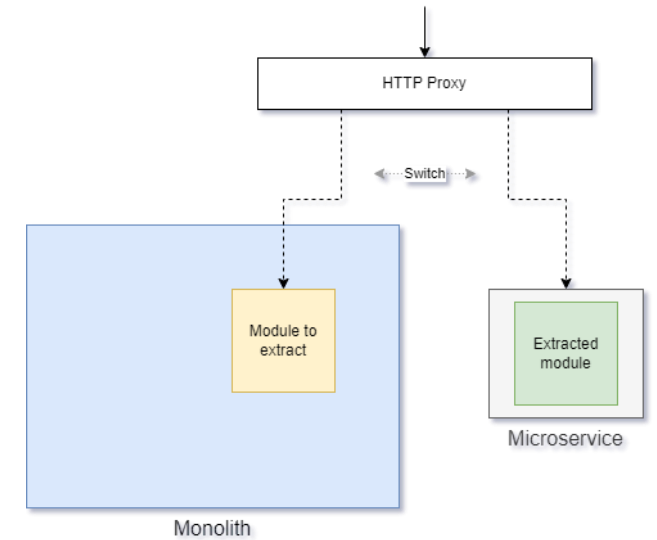 HTTP Proxy
Switch
Module to
extract
Extracted
module
Microservice
Monolith